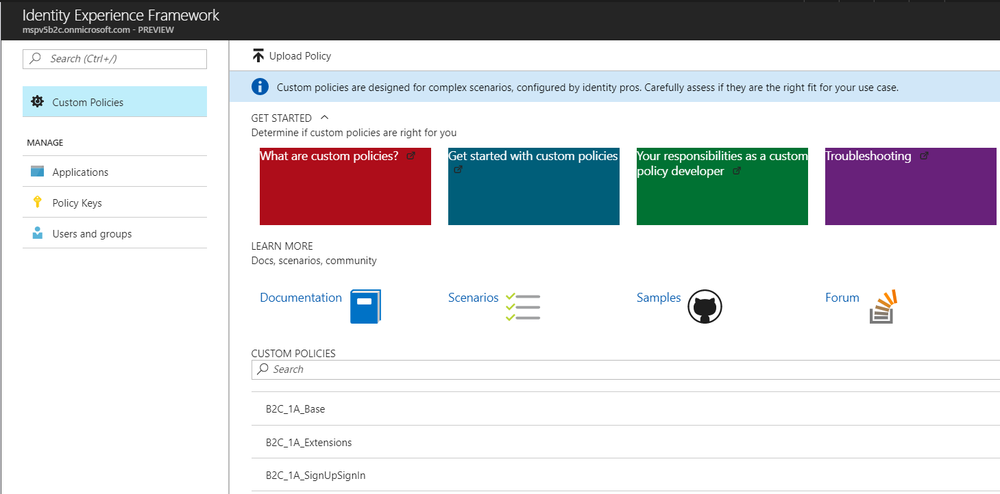 Identity Experience Framework
mspv5b2c.onmicrosoft.com - PREVIEW
Search (Ctrl+/)
Custom Policies
MANAGE
Applications
Policy Keys
Users and groups
Upload Policy
Custom policies are designed for complex scenarios, configured by identity pros. Carefully assess if they are the right fit for your use case.
GET STARTED
Determine if custom policies are right for you
What are custom policies?
Get started with custom policies
Your responsibilities as a custom
policy developer
Troubleshooting
LEARN MORE
Docs, scenarios, community
Documentation
Scenarios
Samples
Forum
CUSTOM POLICIES
Search
B2C_1A_Base
B2C_1A_Extensions
B2C_1A_SignUpSignIn